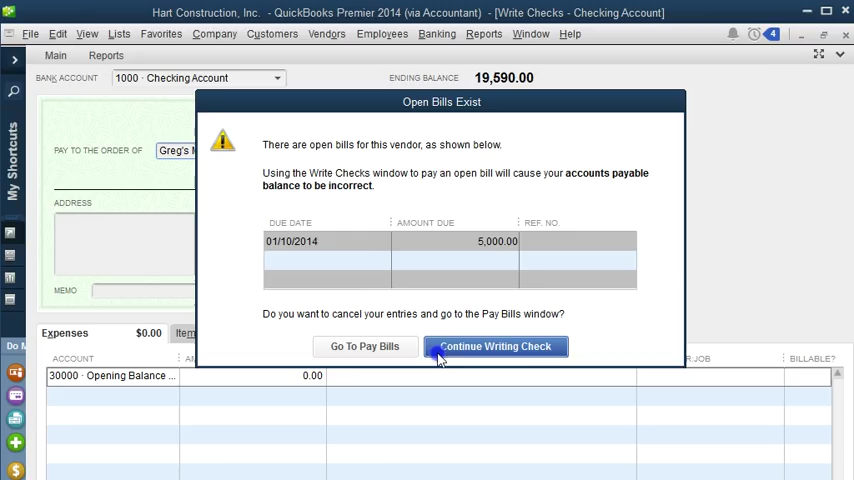 Hart Construction, Inc. - QuickBooks Premier 2014 (via Accountant) - [Write Checks - Checking Account]
File Edit View Lists Favorites Company Customers Vendors Employees Banking Reports Window Help
4
Main Reports
BANK ACCOUNT 1000 · Checking Account ENDING BALANCE 19,590.00
My Shortcuts
Open Bills Exist
There are open bills for this vendor, as shown below.
PAY TO THE ORDER OF Greg's
Using the Write Checks window to pay an open bill will cause your accounts payable
balance to be incorrect.
ADDRESS
DUE DATE AMOUNT DUE REF. NO.
01/10/2014 5,000.00
MEMO
Do you want to cancel your entries and go to the Pay Bills window?
Expenses $0.00
Go To Pay Bills Continue Writing Check
ACCOUNT :JOB BILLABLE?
30000 · Opening Balance ... 0.00